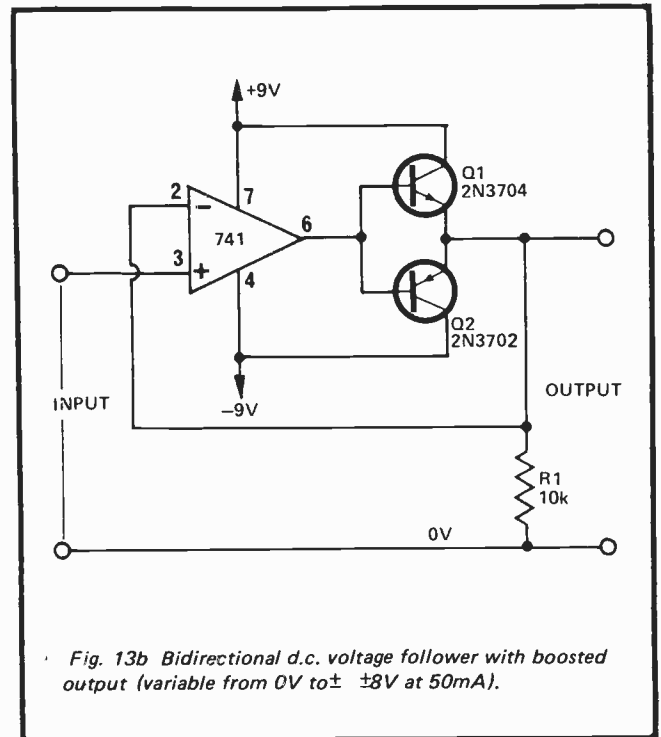 +9V
Q1
2N3704
2
7
−
6
741
3
+
4
Q2
2N3702
INPUT
−9V
OUTPUT
R1
10k
0V
Fig. 13b Bidirectional d.c. voltage follower with boosted
output (variable from 0V to± ±8V at 50mA).